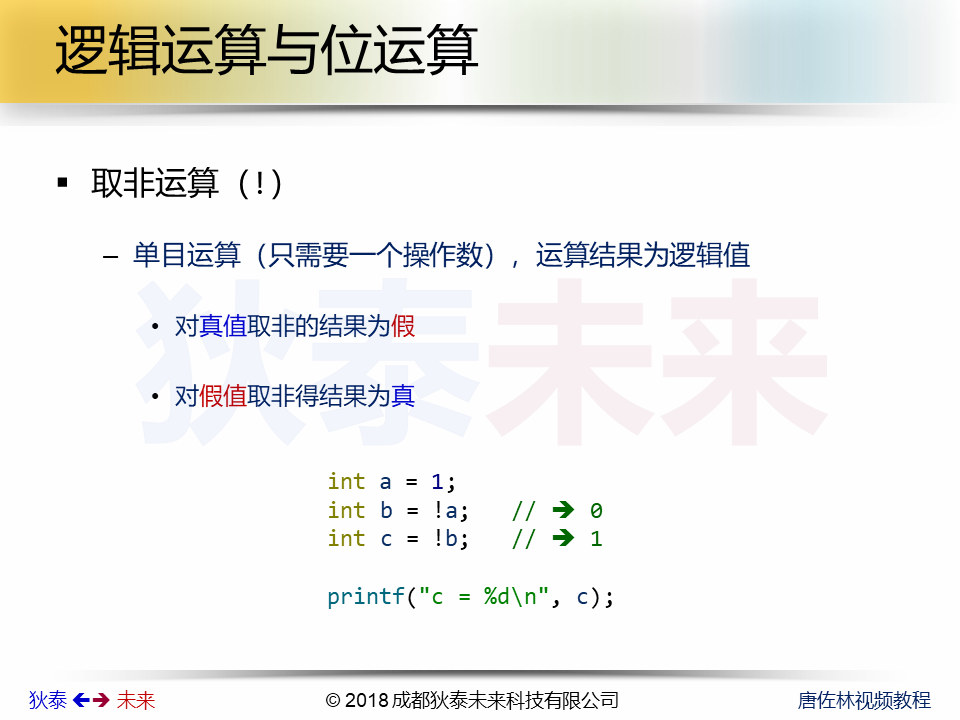 逻辑运算与位运算
▪ 取非运算（!）
– 单目运算（只需要一个操作数），运算结果为逻辑值
• 对真值取非的结果为假
• 对假值取非得结果为真
狄泰未来
int a = 1;
int b = !a;   // ➔ 0
int c = !b;   // ➔ 1
printf("c = %d\n", c);
狄泰 🡸🡺 未来
© 2018 成都狄泰未来科技有限公司
唐佐林视频教程